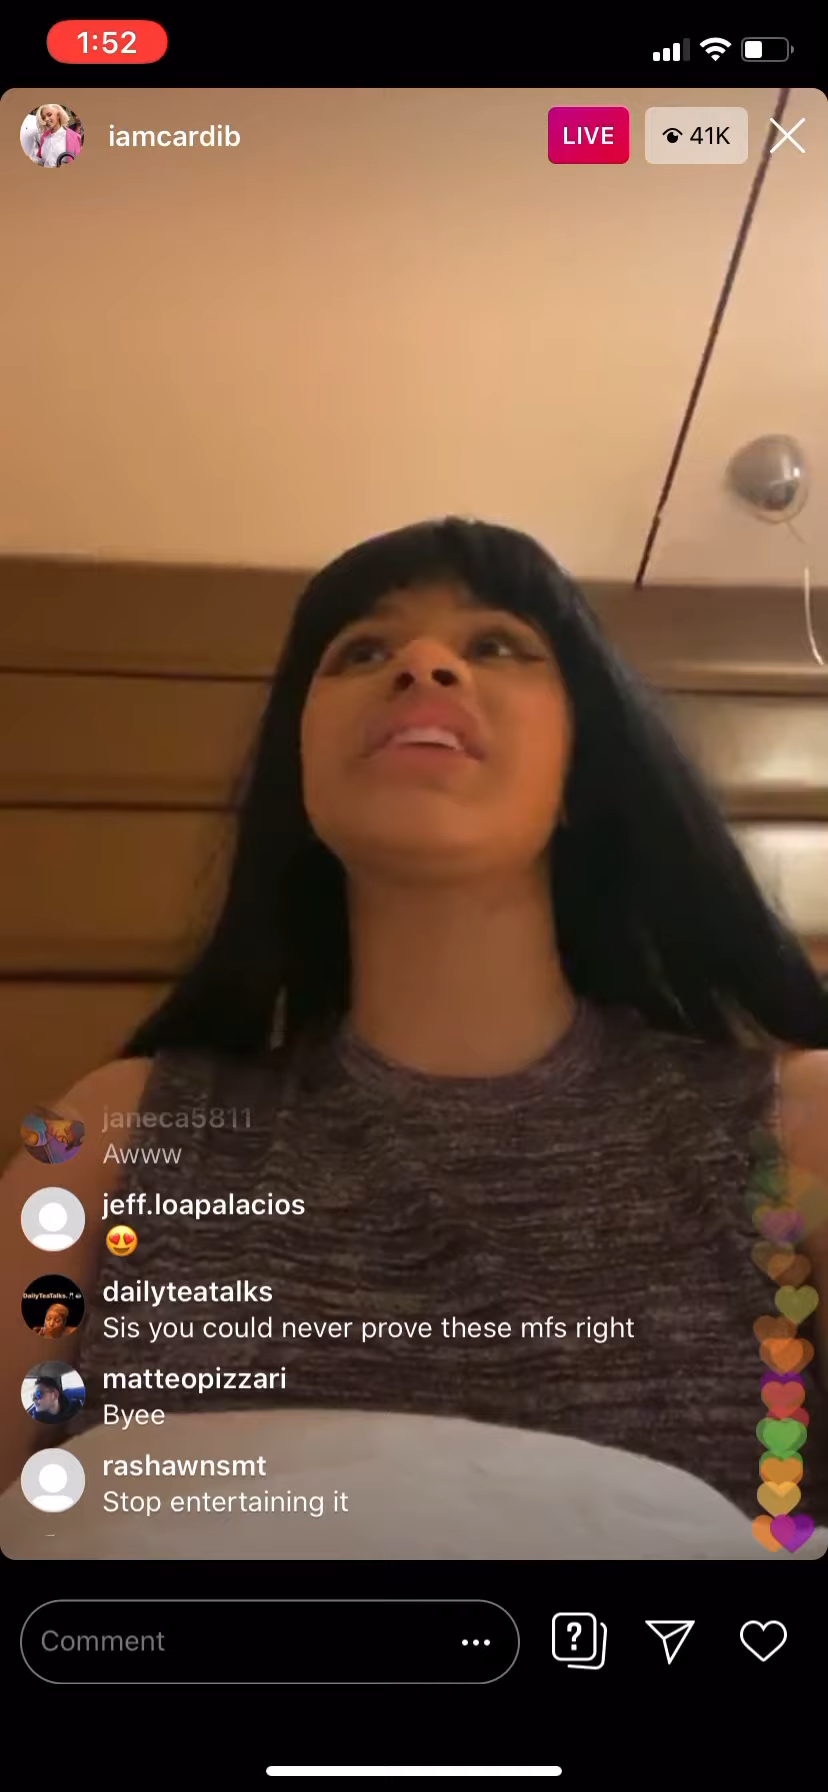 1:52
iamcardib
LIVE
41K
janeca5811
Awww
jeff.loapalacios
😍
dailyteatalks
Sis you could never prove these mfs right
matteopizzari
Byee
rashawnsmt
Stop entertaining it
Comment